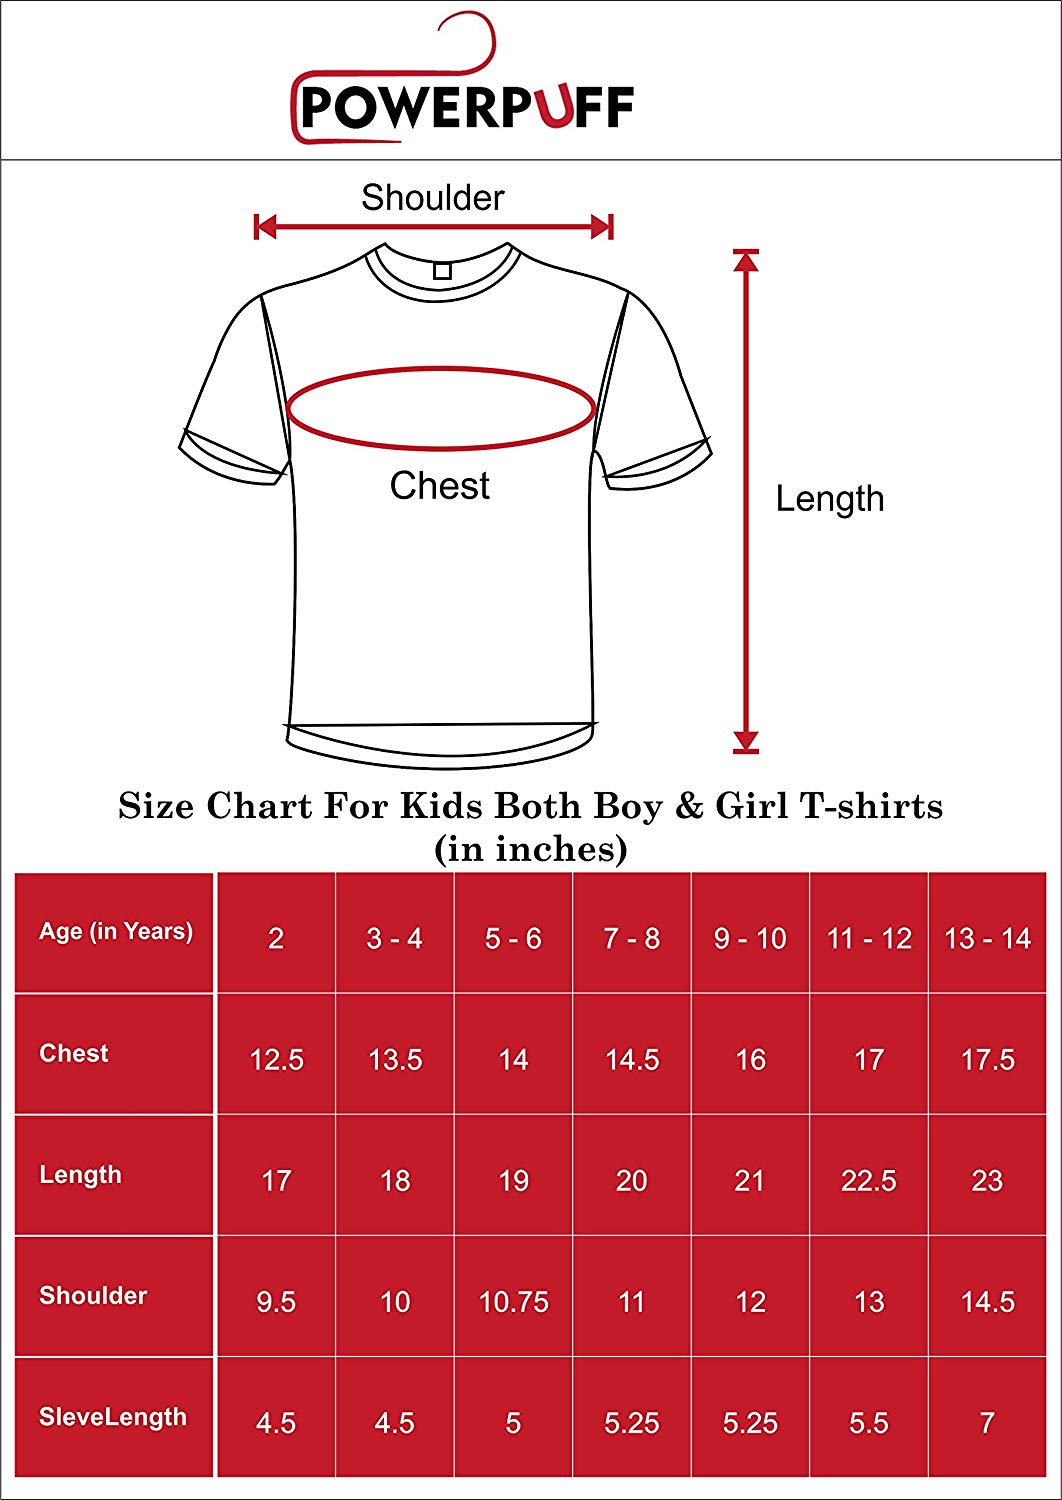 POWERPUFF
Shoulder
Chest
Length
Size Chart For Kids Both Boy & Girl T-shirts
(in inches)
Age (in Years) 2 3 - 4 5 - 6 7 - 8 9 - 10 11 - 12 13 - 14
Chest 12.5 13.5 14 14.5 16 17 17.5
Length 17 18 19 20 21 22.5 23
Shoulder 9.5 10 10.75 11 12 13 14.5
SleveLength 4.5 4.5 5 5.25 5.25 5.5 7